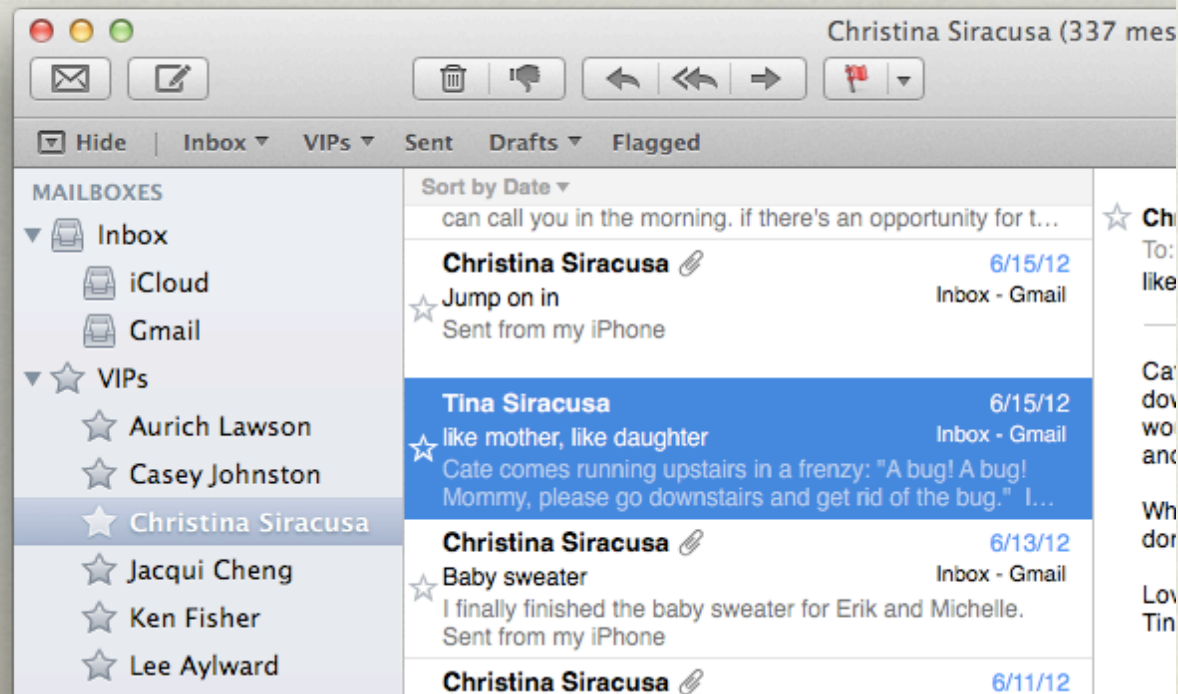 Christina Siracusa (337 mes
Hide Inbox VIPs Sent Drafts Flagged
MAILBOXES
Inbox
iCloud
Gmail
VIPs
Aurich Lawson
Casey Johnston
Christina Siracusa
Jacqui Cheng
Ken Fisher
Lee Aylward
Sort by Date
can call you in the morning. if there's an opportunity for t…
Christina Siracusa 6/15/12
Jump on in Inbox - Gmail
Sent from my iPhone
Tina Siracusa 6/15/12
like mother, like daughter Inbox - Gmail
Cate comes running upstairs in a frenzy: "A bug! A bug!
Mommy, please go downstairs and get rid of the bug." I…
Christina Siracusa 6/13/12
Baby sweater Inbox - Gmail
I finally finished the baby sweater for Erik and Michelle.
Sent from my iPhone
Christina Siracusa 6/11/12
Chr
To:
like
Cat
dov
wor
and
Wh
dor
Lov
Tin